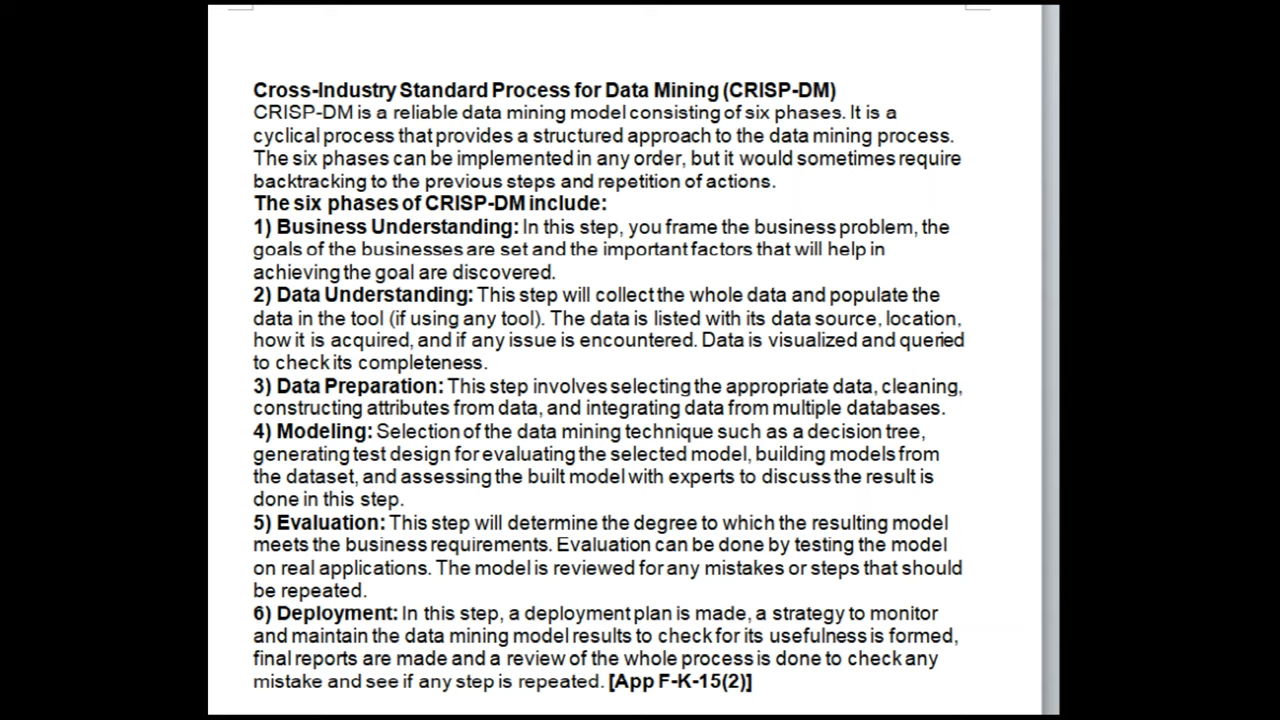 Cross-Industry Standard Process for Data Mining (CRISP-DM)
CRISP-DM is a reliable data mining model consisting of six phases. It is a
cyclical process that provides a structured approach to the data mining process.
The six phases can be implemented in any order, but it would sometimes require
backtracking to the previous steps and repetition of actions.
The six phases of CRISP-DM include:
1) Business Understanding: In this step, you frame the business problem, the
goals of the businesses are set and the important factors that will help in
achieving the goal are discovered.
2) Data Understanding: This step will collect the whole data and populate the
data in the tool (if using any tool). The data is listed with its data source, location,
how it is acquired, and if any issue is encountered. Data is visualized and queried
to check its completeness.
3) Data Preparation: This step involves selecting the appropriate data, cleaning,
constructing attributes from data, and integrating data from multiple databases.
4) Modeling: Selection of the data mining technique such as a decision tree,
generating test design for evaluating the selected model, building models from
the dataset, and assessing the built model with experts to discuss the result is
done in this step.
5) Evaluation: This step will determine the degree to which the resulting model
meets the business requirements. Evaluation can be done by testing the model
on real applications. The model is reviewed for any mistakes or steps that should
be repeated.
6) Deployment: In this step, a deployment plan is made, a strategy to monitor
and maintain the data mining model results to check for its usefulness is formed,
final reports are made and a review of the whole process is done to check any
mistake and see if any step is repeated. [App F-K-15(2)]